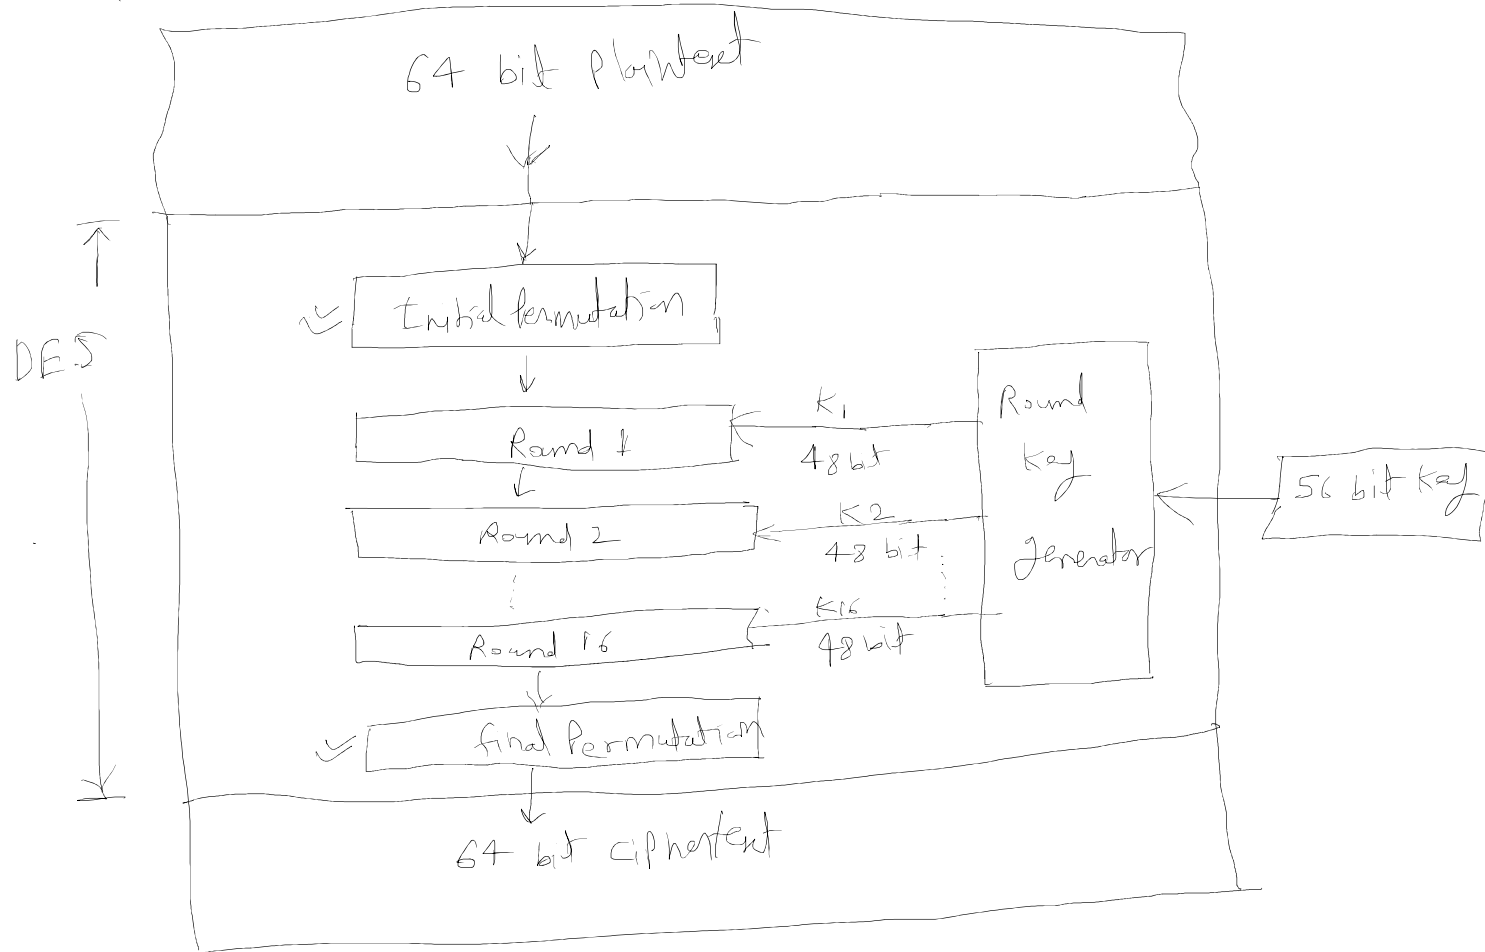 64 bit Plaintext
Initial Permutation
DES
Round 1
K1
48 bit
Round
Key
generator
56 bit key
Round 2
K2
48 bit
Round 16
K16
48 bit
final Permutation
64 bit ciphertext